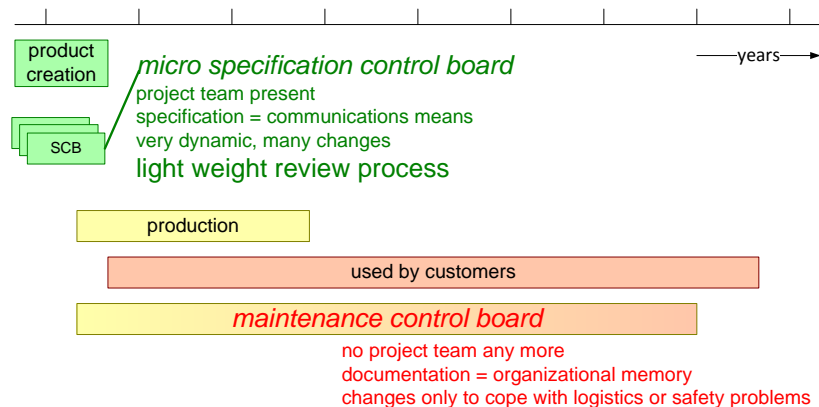 product
creation
years
micro specification control board
project team present
specification = communications means
very dynamic, many changes
light weight review process
SCB
production
used by customers
maintenance control board
no project team any more
documentation = organizational memory
changes only to cope with logistics or safety problems